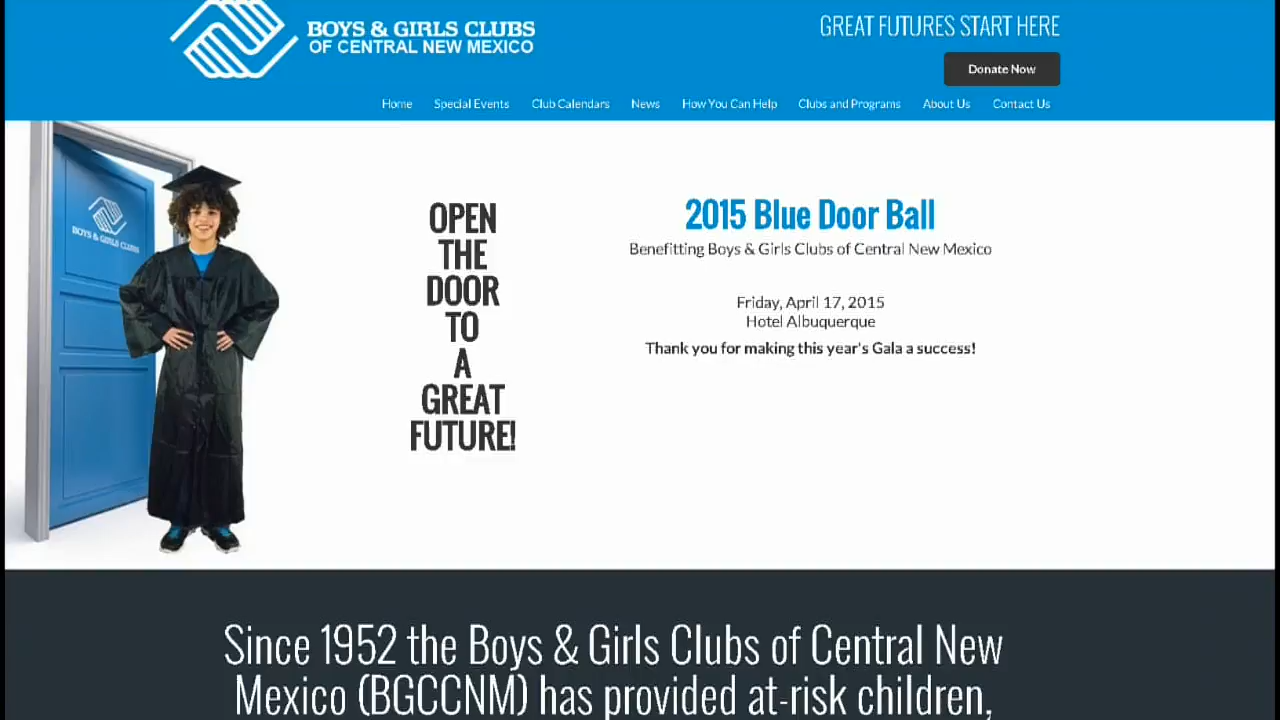 BOYS & GIRLS CLUBS
OF CENTRAL NEW MEXICO
GREAT FUTURES START HERE
Donate Now
Home Special Events Club Calendars News How You Can Help Clubs and Programs About Us Contact Us
BOYS & GIRLS CLUBS
OPEN
THE
DOOR
TO
A
GREAT
FUTURE!
2015 Blue Door Ball
Benefitting Boys & Girls Clubs of Central New Mexico
Friday, April 17, 2015
Hotel Albuquerque
Thank you for making this year's Gala a success!
Since 1952 the Boys & Girls Clubs of Central New
Mexico (BGCCNM) has provided at-risk children,